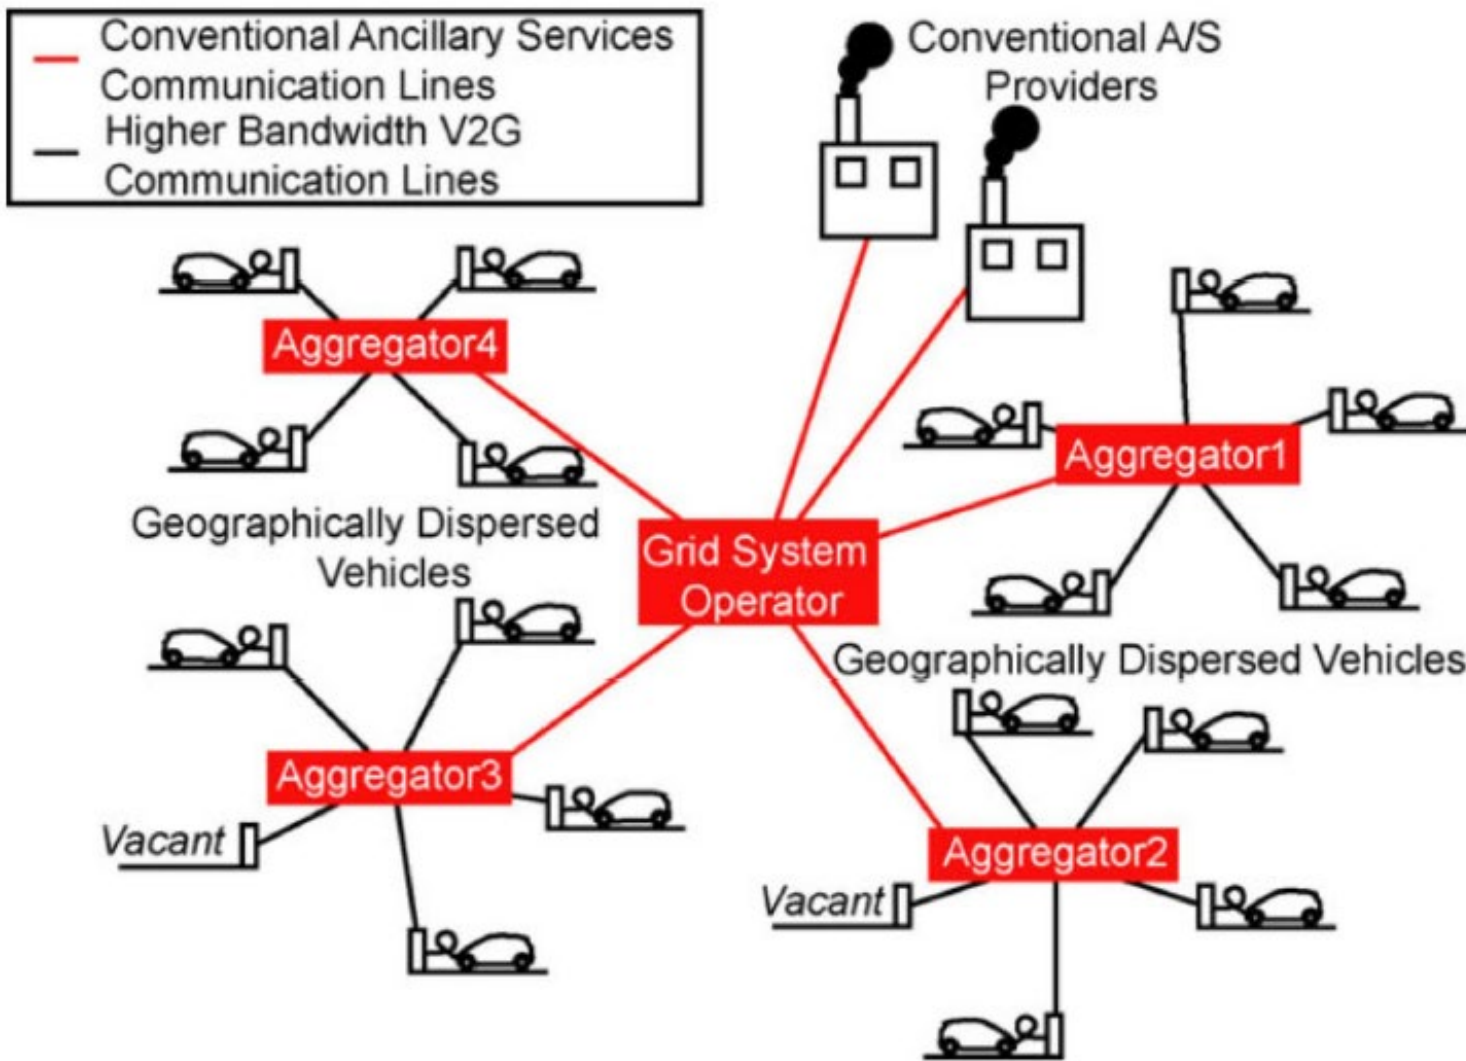 Conventional Ancillary Services
Communication Lines
Higher Bandwidth V2G
Communication Lines
Conventional A/S
Providers
Aggregator4
Aggregator1
Geographically Dispersed
Vehicles
Grid System
Operator
Geographically Dispersed Vehicles
Aggregator3
Vacant
Aggregator2
Vacant